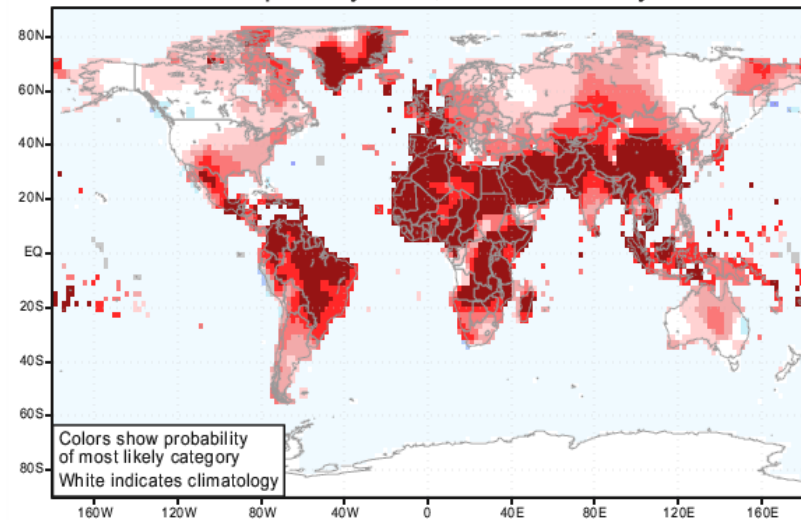 80N
60N
40N
20N
EQ
20S
40S
60S
80S
Colors show probability
of most likely category
White indicates climatology
160W 120W 80W 40W 0 40E 80E 120E 160E